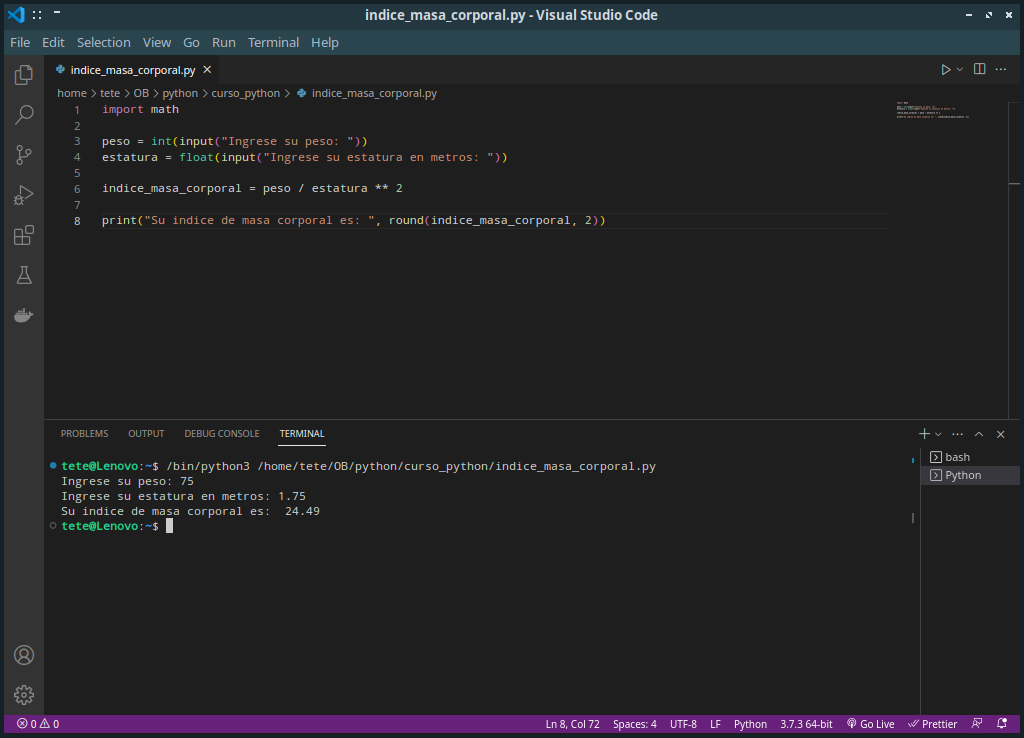 indice_masa_corporal.py - Visual Studio Code
File Edit Selection View Go Run Terminal Help
indice_masa_corporal.py
home > tete > OB > python > curso_python > indice_masa_corporal.py
1 import math
2
3 peso = int(input("Ingrese su peso: "))
4 estatura = float(input("Ingrese su estatura en metros: "))
5
6 indice_masa_corporal = peso / estatura ** 2
7
8 print("Su indice de masa corporal es: ", round(indice_masa_corporal, 2))
PROBLEMS OUTPUT DEBUG CONSOLE TERMINAL
tete@Lenovo:~$ /bin/python3 /home/tete/OB/python/curso_python/indice_masa_corporal.py
Ingrese su peso: 75
Ingrese su estatura en metros: 1.75
Su indice de masa corporal es:  24.49
tete@Lenovo:~$
bash
Python
0 0 Ln 8, Col 72 Spaces: 4 UTF-8 LF Python 3.7.3 64-bit Go Live Prettier